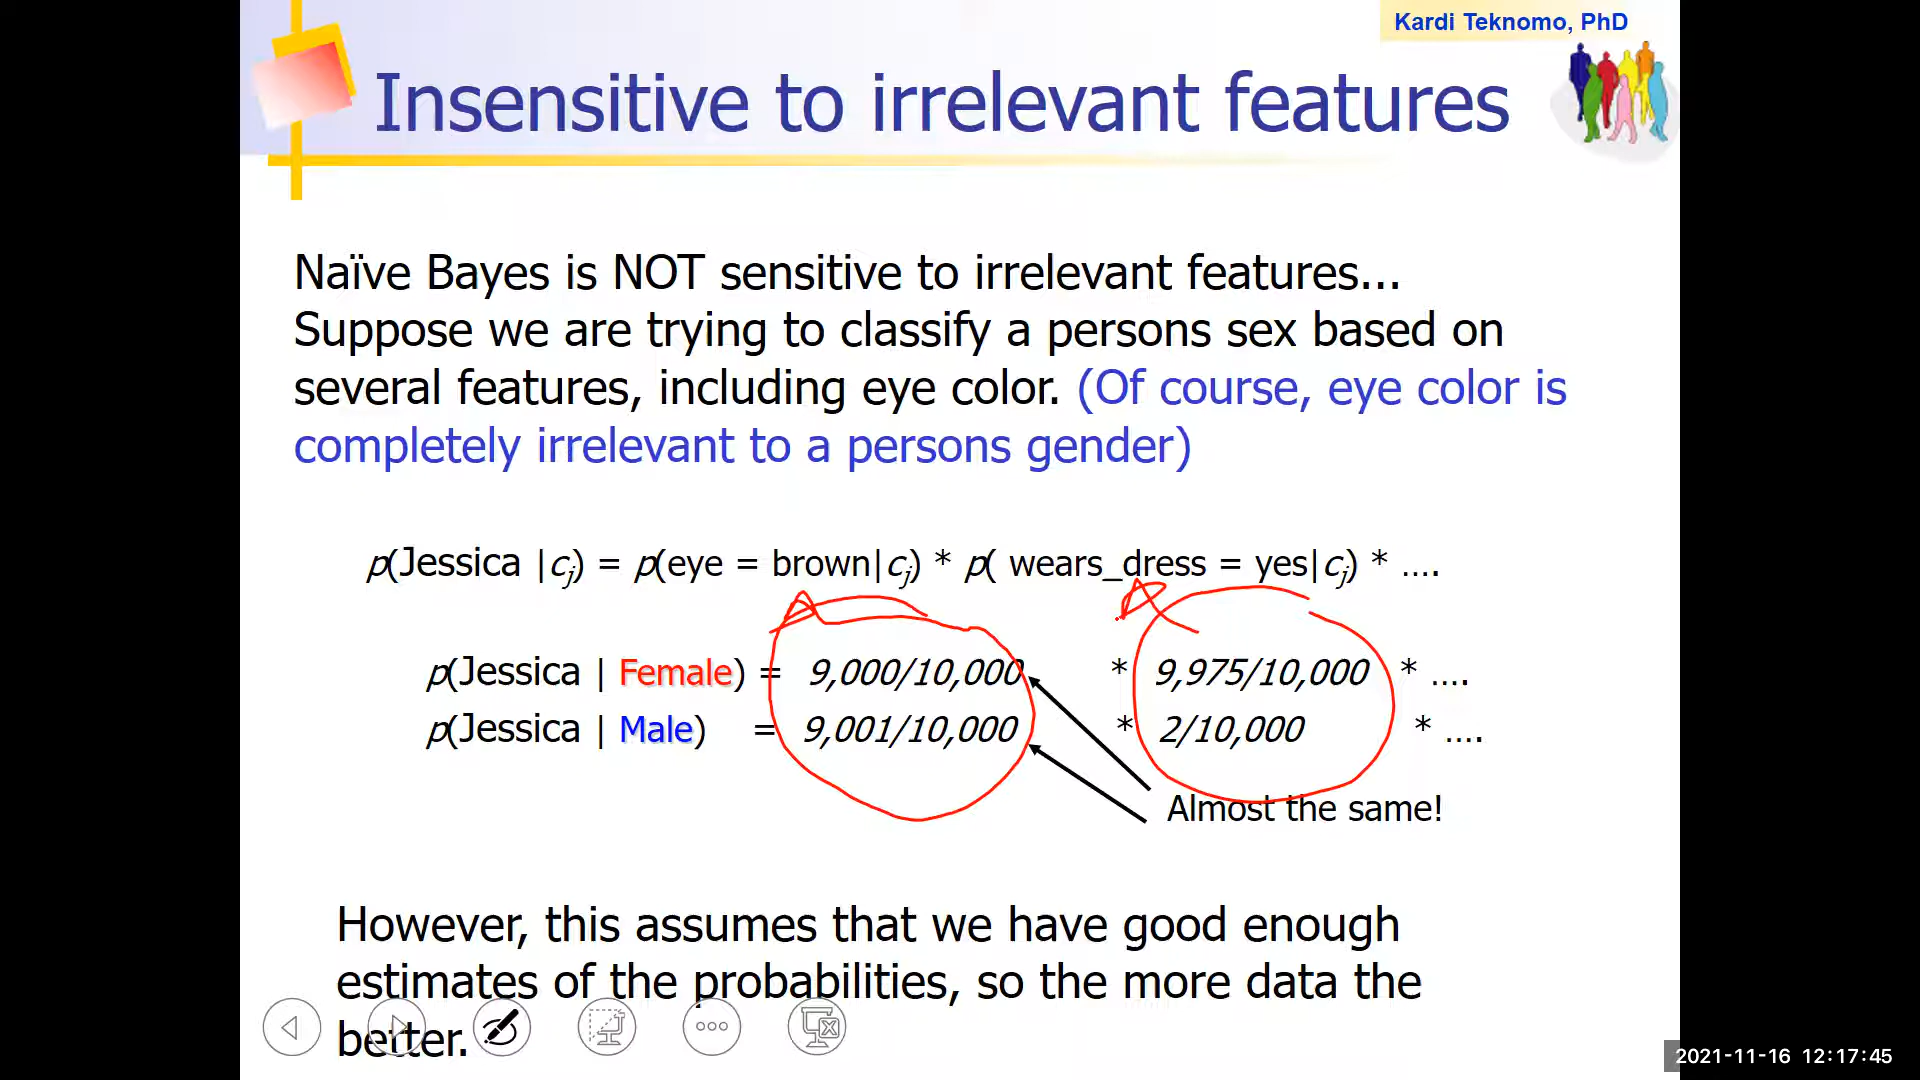 Kardi Teknomo, PhD
Insensitive to irrelevant features
Naïve Bayes is NOT sensitive to irrelevant features...
Suppose we are trying to classify a persons sex based on
several features, including eye color. (Of course, eye color is
completely irrelevant to a persons gender)
p(Jessica |cj) = p(eye = brown|cj) * p( wears_dress = yes|cj) * ....
p(Jessica | Female) = 9,000/10,000 * 9,975/10,000 * ....
p(Jessica | Male) = 9,001/10,000 * 2/10,000 * ....
Almost the same!
However, this assumes that we have good enough
estimates of the probabilities, so the more data the
better.
2021-11-16 12:17:45